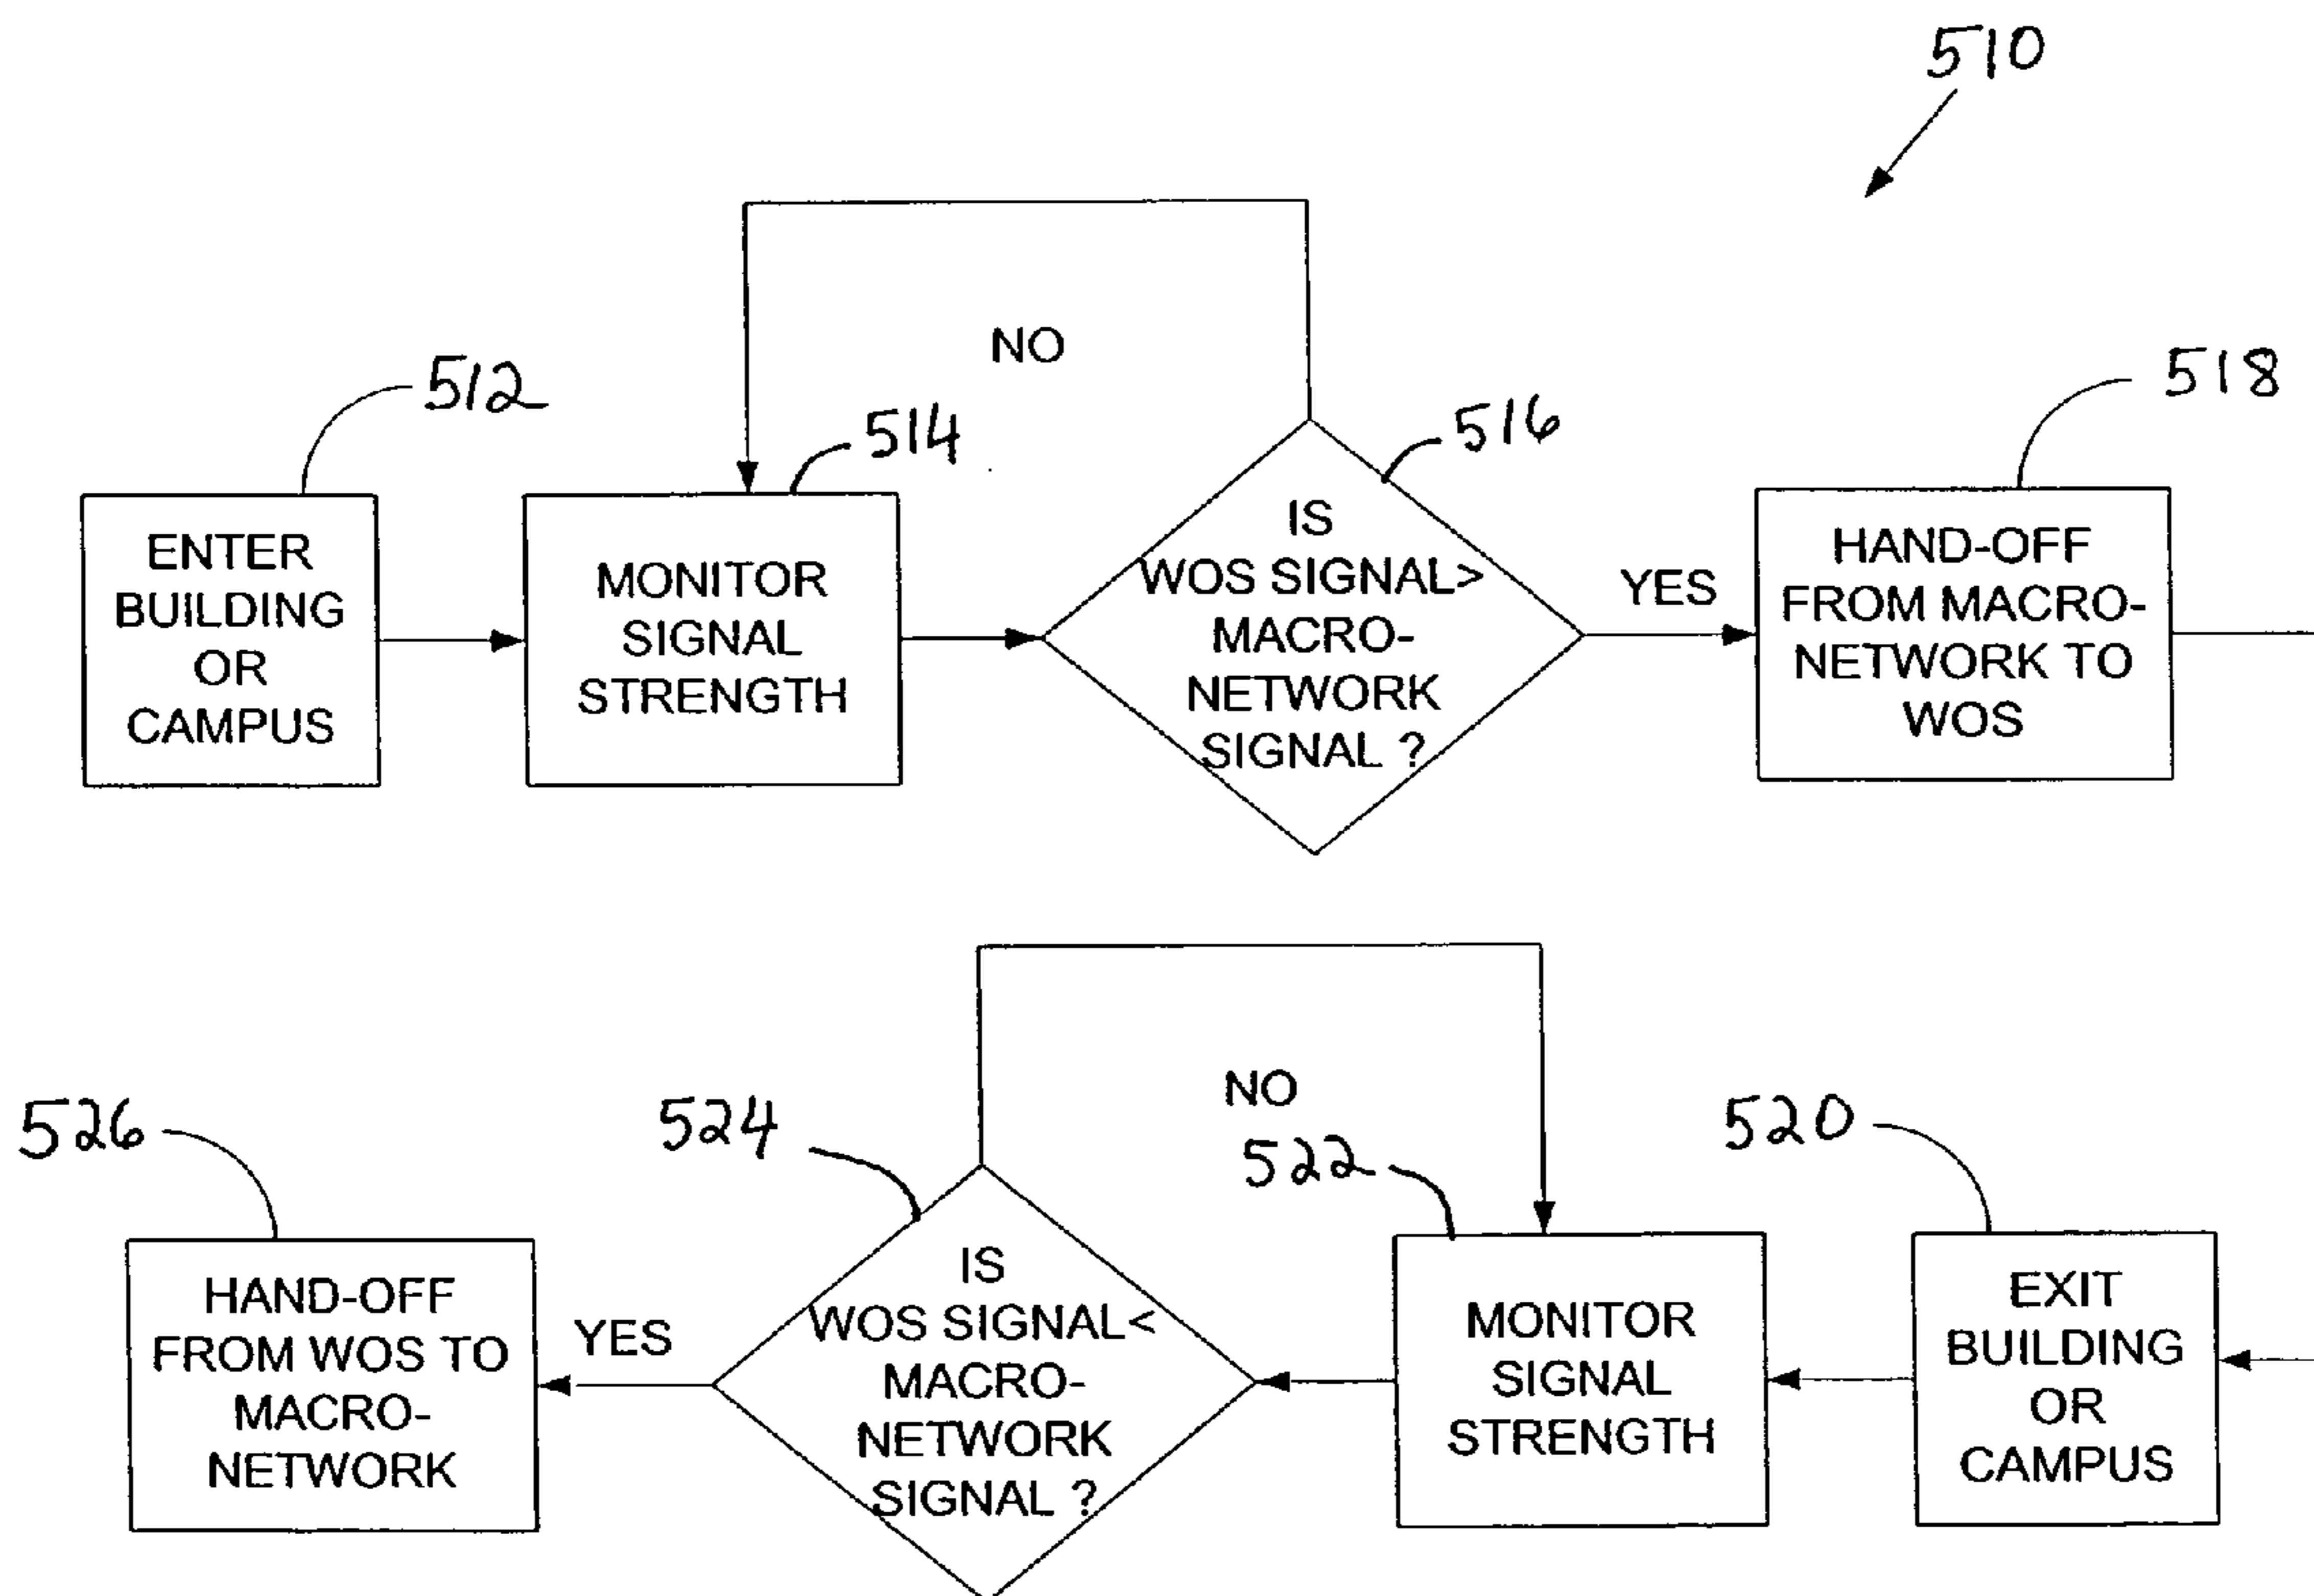 510
NO
512
514
516
518
ENTER
BUILDING
OR
CAMPUS
MONITOR
SIGNAL
STRENGTH
IS
WOS SIGNAL>
MACRO-
NETWORK
SIGNAL ?
YES
HAND-OFF
FROM MACRO-
NETWORK TO
WOS
526
524
NO
522
520
HAND-OFF
FROM WOS TO
MACRO-
NETWORK
YES
IS
WOS SIGNAL<
MACRO-
NETWORK
SIGNAL ?
MONITOR
SIGNAL
STRENGTH
EXIT
BUILDING
OR
CAMPUS